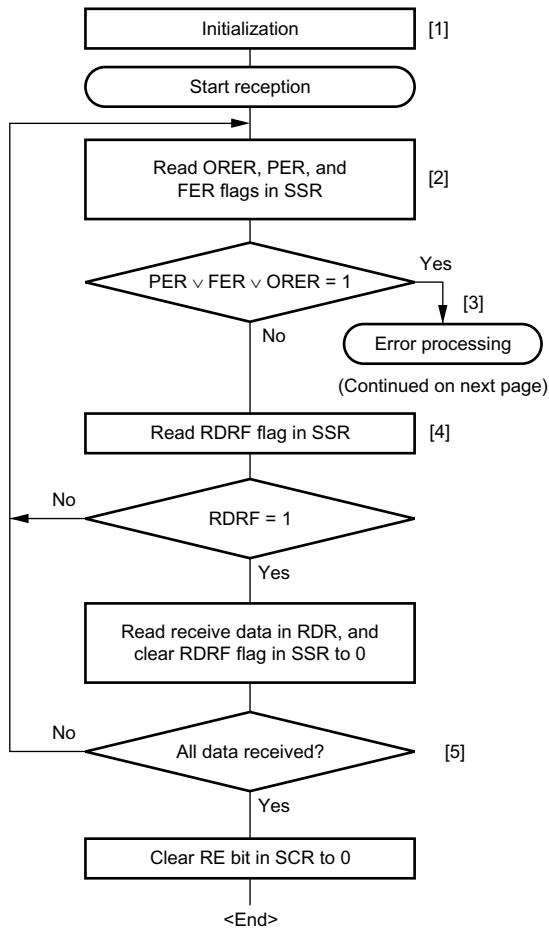 Initialization
[1]
Start reception
Read ORER, PER, and
FER flags in SSR
[2]
PER ∨ FER ∨ ORER = 1
Yes
[3]
No
Error processing
(Continued on next page)
Read RDRF flag in SSR
[4]
No
RDRF = 1
Yes
Read receive data in RDR, and
clear RDRF flag in SSR to 0
No
All data received?
[5]
Yes
Clear RE bit in SCR to 0
<End>